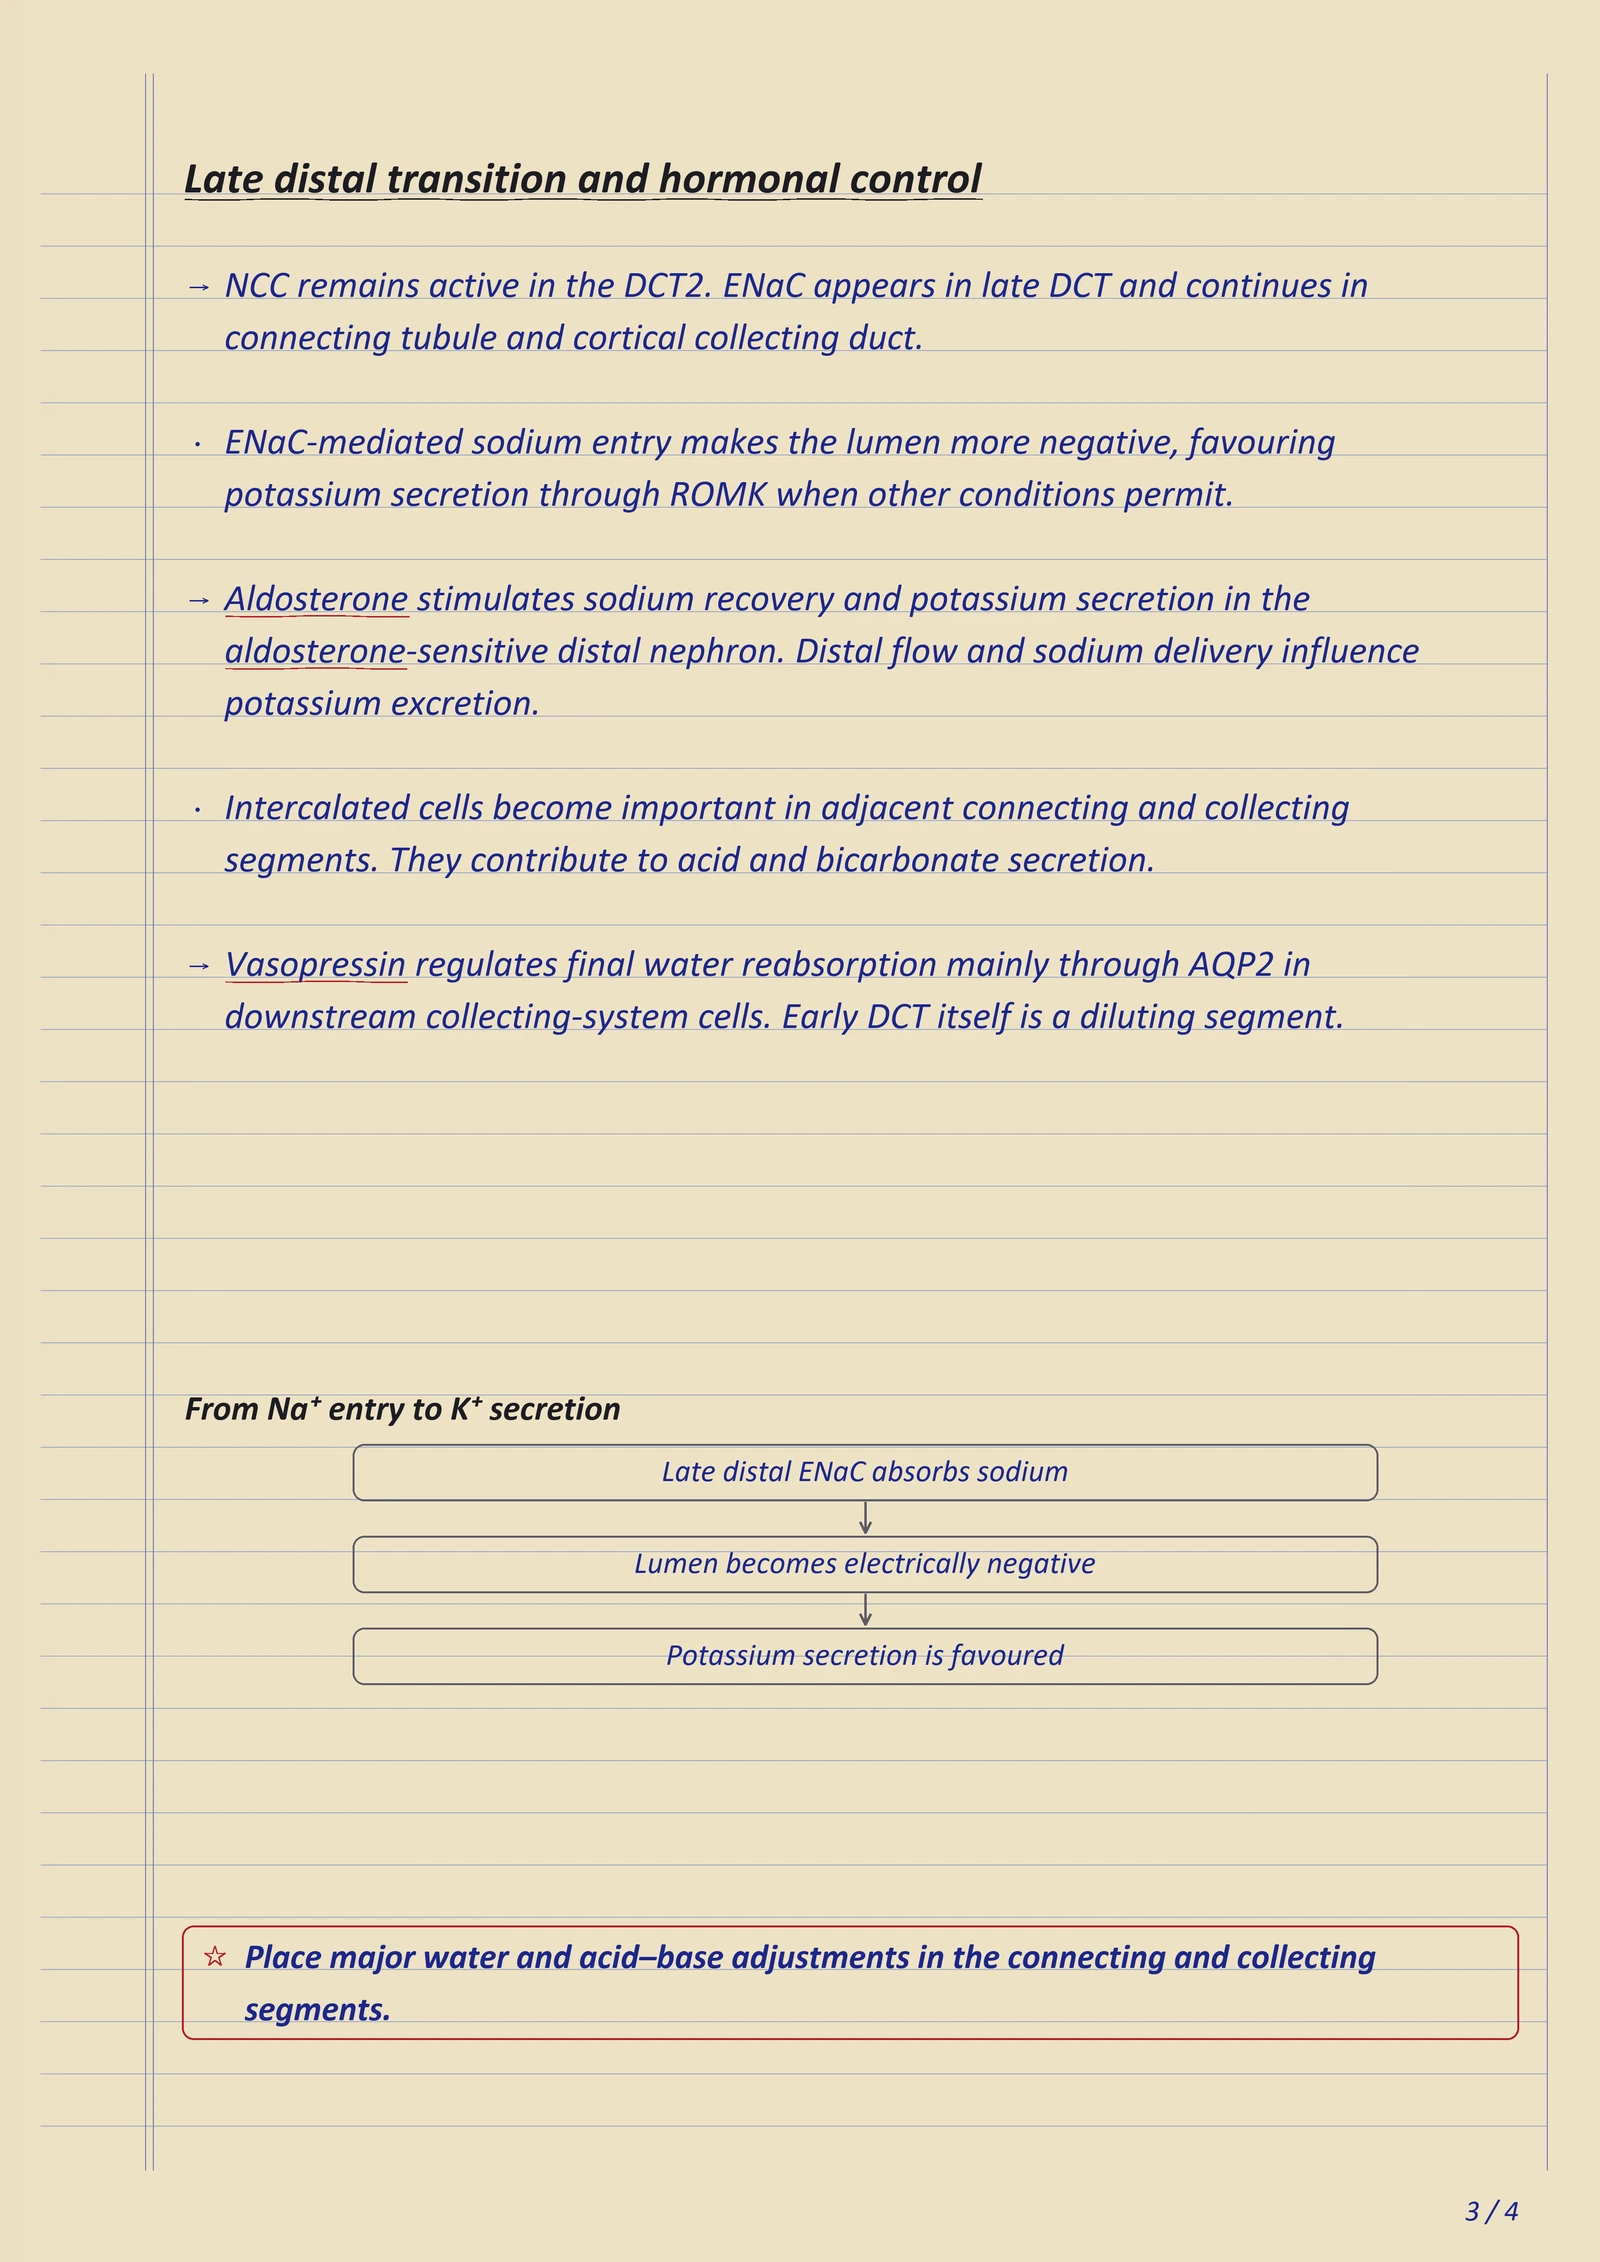 Late distal transition and hormonal control
→ NCC remains active in the DCT2. ENaC appears in late DCT and continues in
connecting tubule and cortical collecting duct.
· ENaC-mediated sodium entry makes the lumen more negative, favouring
potassium secretion through ROMK when other conditions permit.
→ Aldosterone stimulates sodium recovery and potassium secretion in the
aldosterone-sensitive distal nephron. Distal flow and sodium delivery influence
potassium excretion.
· Intercalated cells become important in adjacent connecting and collecting
segments. They contribute to acid and bicarbonate secretion.
→ Vasopressin regulates final water reabsorption mainly through AQP2 in
downstream collecting-system cells. Early DCT itself is a diluting segment.
From Na⁺ entry to K⁺ secretion
Late distal ENaC absorbs sodium
Lumen becomes electrically negative
Potassium secretion is favoured
☆ Place major water and acid–base adjustments in the connecting and collecting
segments.
3 / 4